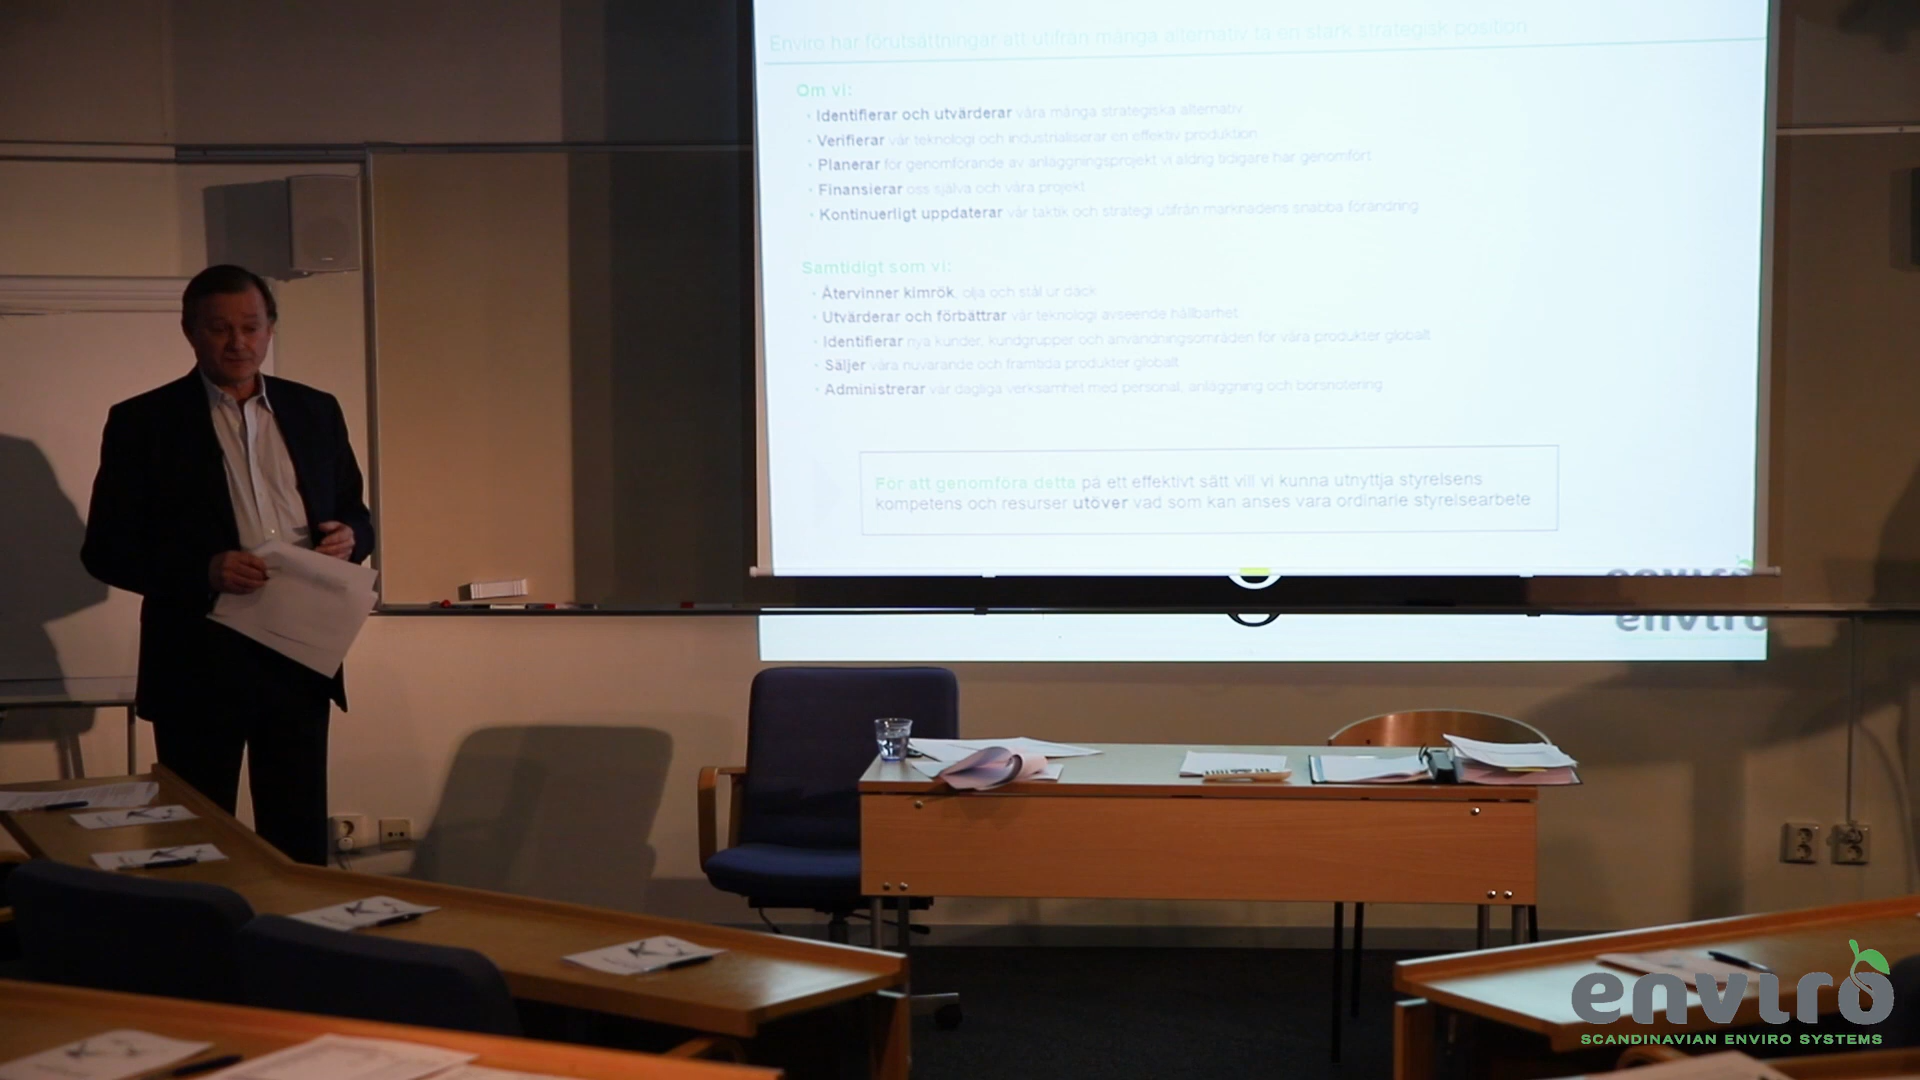 Enviro har förutsättningar att utifrån många alternativ ta en stark strategisk position
Om vi:
• Identifierar och utvärderar våra många strategiska alternativ
• Verifierar vår teknologi och industrialiserar en effektiv produktion
• Planerar för genomförande av anläggningsprojekt vi aldrig tidigare har genomfört
• Finansierar oss själva och våra projekt
• Kontinuerligt uppdaterar vår taktik och strategi utifrån marknadens snabba förändring
Samtidigt som vi:
• Återvinner kimrök, olja och stål ur däck
• Utvärderar och förbättrar vår teknologi avseende hållbarhet
• Identifierar nya kunder, kundgrupper och användningsområden för våra produkter globalt
• Säljer våra nuvarande och framtida produkter globalt
• Administrerar vår dagliga verksamhet med personal, anläggning och börsnotering
För att genomföra detta på ett effektivt sätt vill vi kunna utnyttja styrelsens
kompetens och resurser utöver vad som kan anses vara ordinarie styrelsearbete
enviro
enviro
enviro
SCANDINAVIAN ENVIRO SYSTEMS